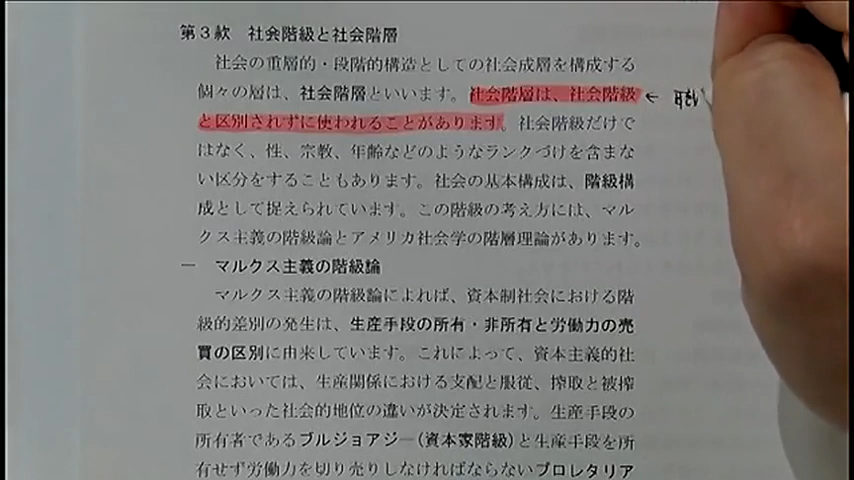 第３款　社会階級と社会階層
社会の重層的・段階的構造としての社会成層を構成する
個々の層は、社会階層といいます。社会階層は、社会階級
と区別されずに使われることがあります。社会階級だけで
はなく、性、宗教、年齢などのようなランクづけを含まな
い区分をすることもあります。社会の基本構成は、階級構
成として捉えられています。この階級の考え方には、マル
クス主義の階級論とアメリカ社会学の階層理論があります。
一　マルクス主義の階級論
マルクス主義の階級論によれば、資本制社会における階
級的差別の発生は、生産手段の所有・非所有と労働力の売
買の区別に由来しています。これによって、資本主義的社
会においては、生産関係における支配と服従、搾取と被搾
取といった社会的地位の違いが決定されます。生産手段の
所有者であるブルジョアジー（資本家階級）と生産手段を所
有せず労働力を切り売りしなければならないプロレタリア